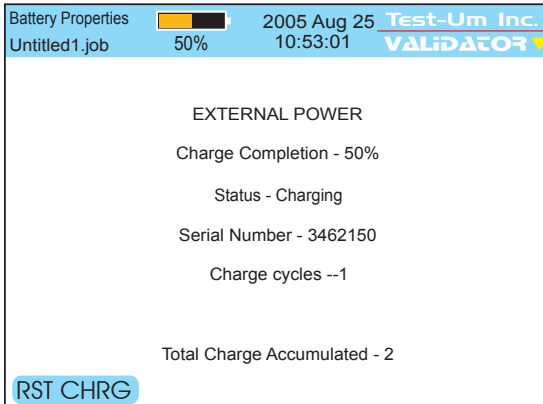 Battery Properties
Untitled1.job
50%
2005 Aug 25
10:53:01
Test-Um Inc.
VALIDATOR
EXTERNAL POWER
Charge Completion - 50%
Status - Charging
Serial Number - 3462150
Charge cycles --1
Total Charge Accumulated - 2
RST CHRG